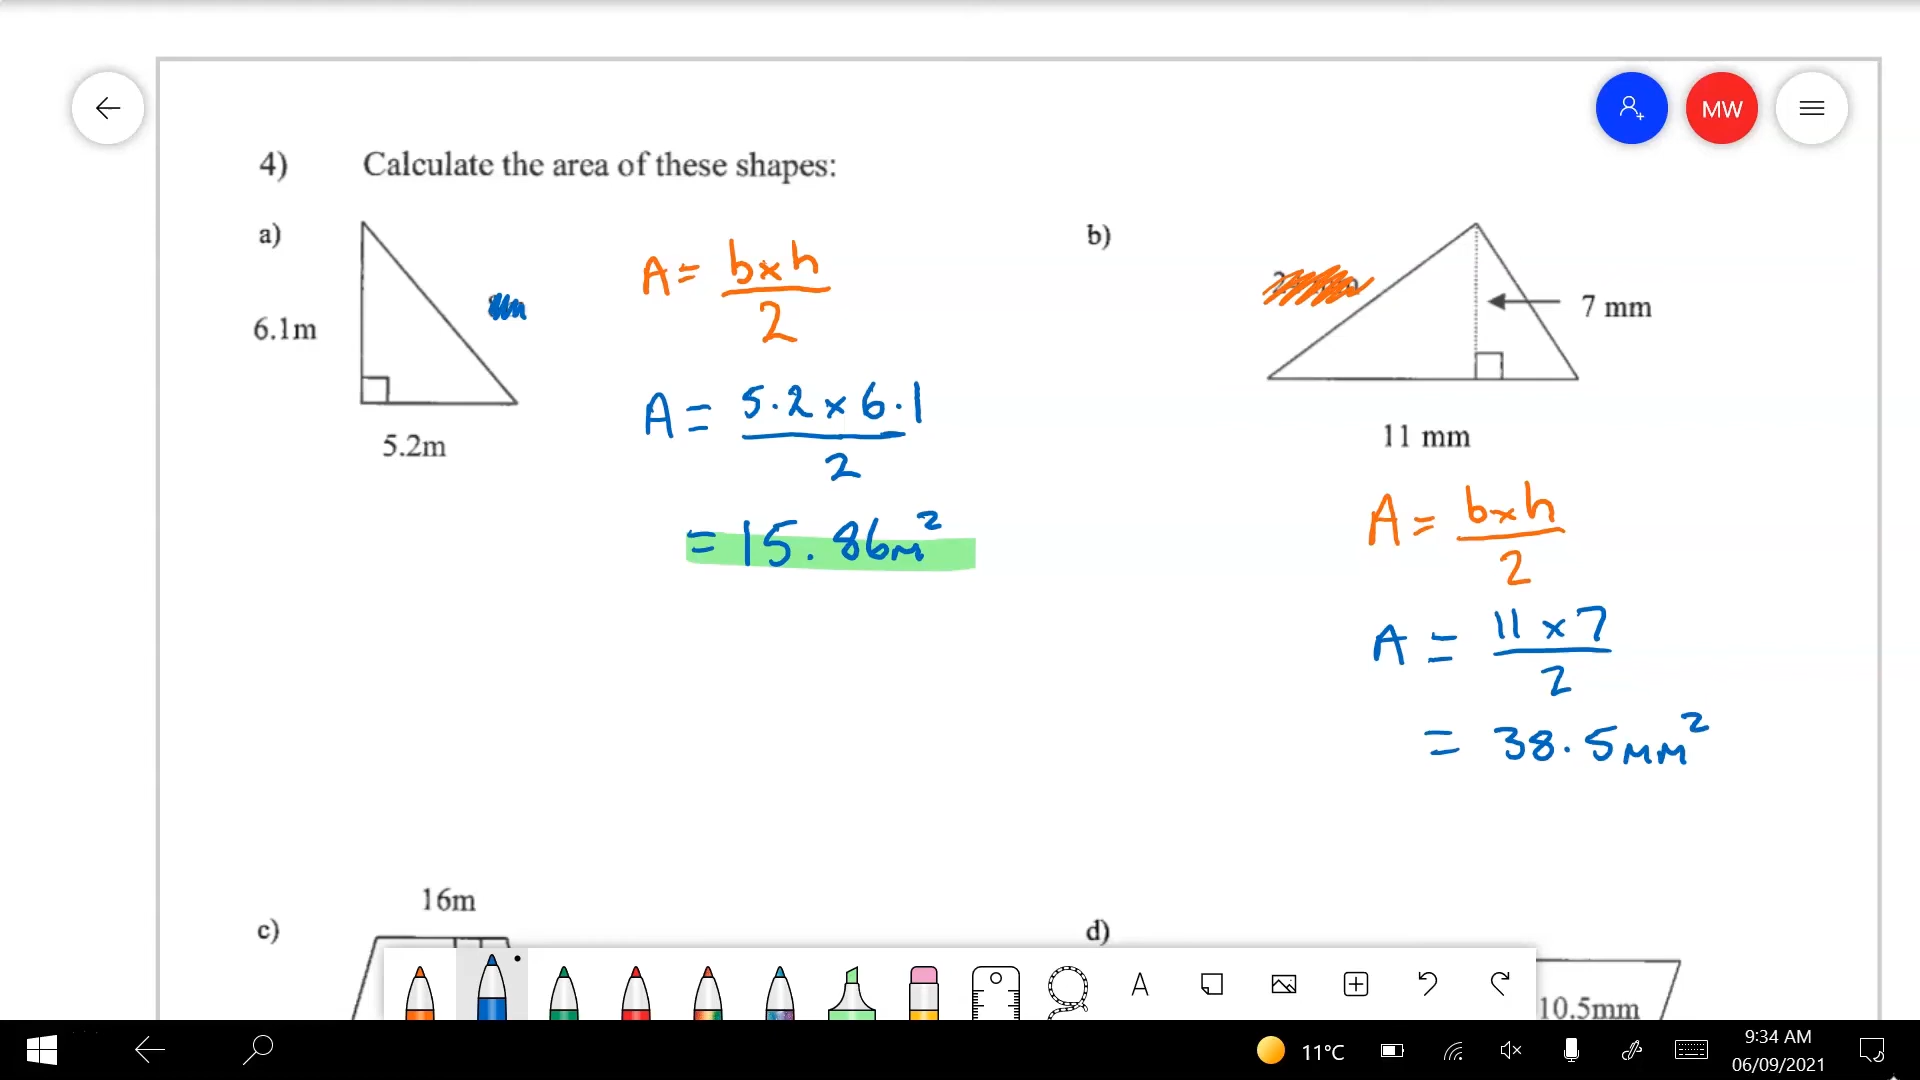 MW
4) Calculate the area of these shapes:
a)
6.1m
5.2m
A = b×h
2
A = 5.2 × 6.1
2
= 15.86m²
b)
7 mm
11 mm
A = b×h
2
A = 11 × 7
2
= 38.5mm²
c)
16m
d)
10.5mm
A
11°C
9:34 AM
06/09/2021